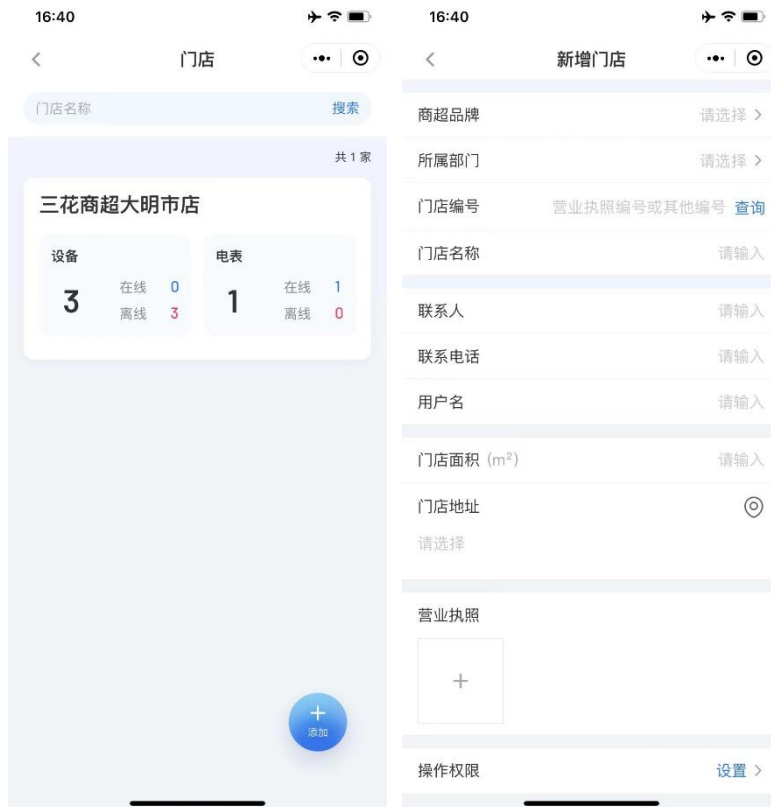 16:40
门店
门店名称 搜索
共 1 家
三花商超大明市店
设备 电表
3 在线 0 1 在线 1
离线 3 离线 0
添加
16:40
新增门店
商超品牌 请选择
所属部门 请选择
门店编号 营业执照编号或其他编号 查询
门店名称 请输入
联系人 请输入
联系电话 请输入
用户名 请输入
门店面积 (m²) 请输入
门店地址
请选择
营业执照
操作权限 设置